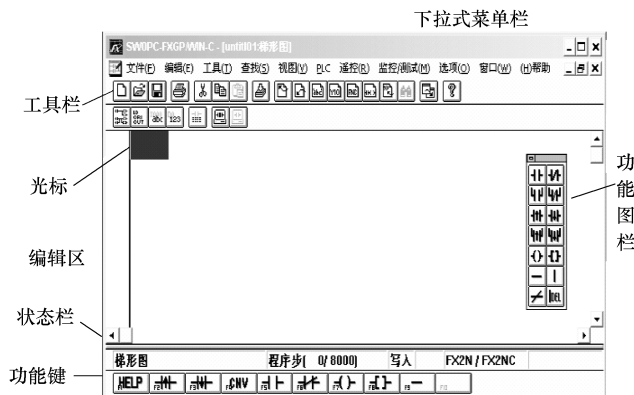 下拉式菜单栏
SW0PC-FXGP/WIN-C - [untitl01:梯形图]
文件(F) 编辑(E) 工具(T) 查找(S) 视图(V) PLC 遥控(R) 监控/测试(M) 选项(O) 窗口(W) (H)帮助
工具栏
光标
功能图栏
DEL
编辑区
状态栏
梯形图 程序步( 0/ 8000) 写入 FX2N / FX2NC
功能键
HELP CNV